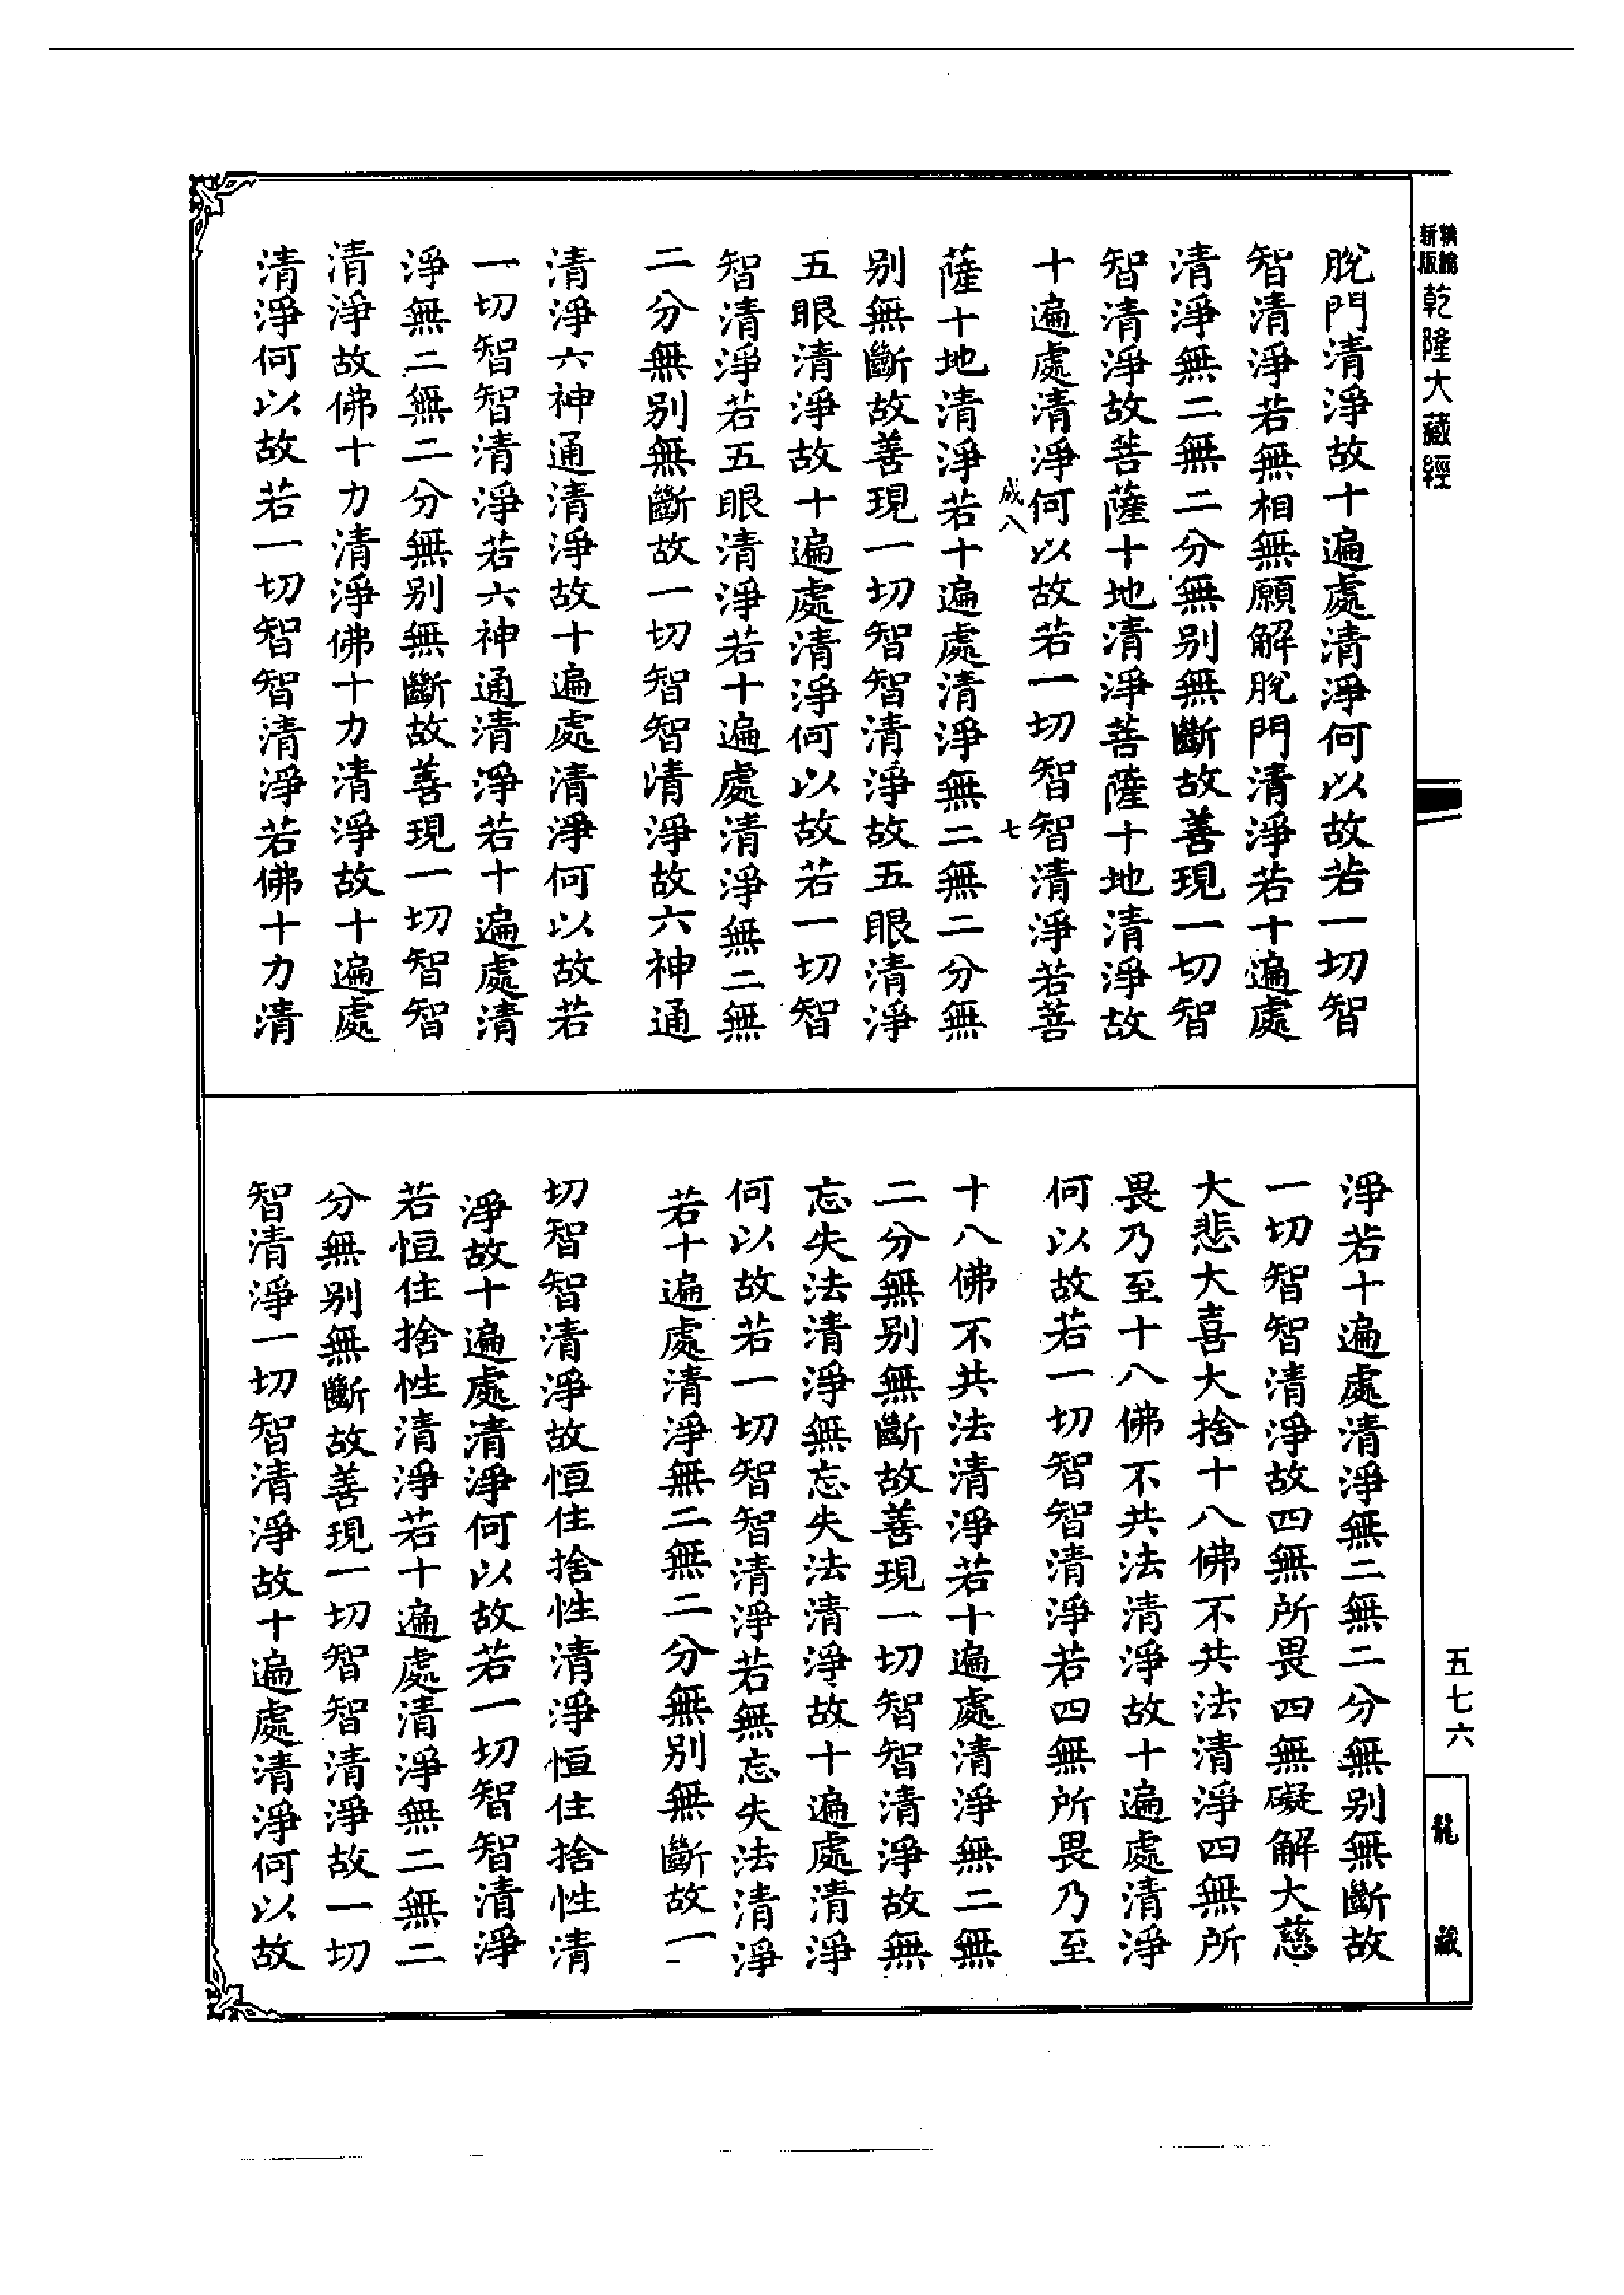 新版精編乾隆大藏經
脫門清淨故十遍處清淨何以故若一切智
智清淨若無相無願解脫門清淨若十遍處
清淨無二無二分無别無斷故善現一切智
智清淨故菩薩十地清淨菩薩十地清淨故
十遍處清淨何以故若一切智智清淨若菩
成八
七
薩十地清淨若十遍處清淨無二無二分無
别無斷故善現一切智智清淨故五眼清淨
五眼清淨故十遍處清淨何以故若一切智
智清淨若五眼清淨若十遍處清淨無二無
二分無别無斷故一切智智清淨故六神通
清淨六神通清淨故十遍處清淨何以故若
一切智智清淨若六神通清淨若十遍處清
淨無二無二分無别無斷故善現一切智智
清淨故佛十力清淨佛十力清淨故十遍處
清淨何以故若一切智智清淨若佛十力清
淨若十遍處清淨無二無二分無别無斷故
一切智智清淨故四無所畏四無礙解大慈
大悲大喜大捨十八佛不共法清淨四無所
畏乃至十八佛不共法清淨故十遍處清淨
何以故若一切智智清淨若四無所畏乃至
十八佛不共法清淨若十遍處清淨無二無
二分無别無斷故善現一切智智清淨故無
忘失法清淨無忘失法清淨故十遍處清淨
何以故若一切智智清淨若無忘失法清淨
若十遍處清淨無二無二分無别無斷故一
切智智清淨故恒住捨性清淨恒住捨性清
淨故十遍處清淨何以故若一切智智清淨
若恒住捨性清淨若十遍處清淨無二無二
分無别無斷故善現一切智智清淨故一切
智清淨一切智清淨故十遍處清淨何以故
五七六
龍藏